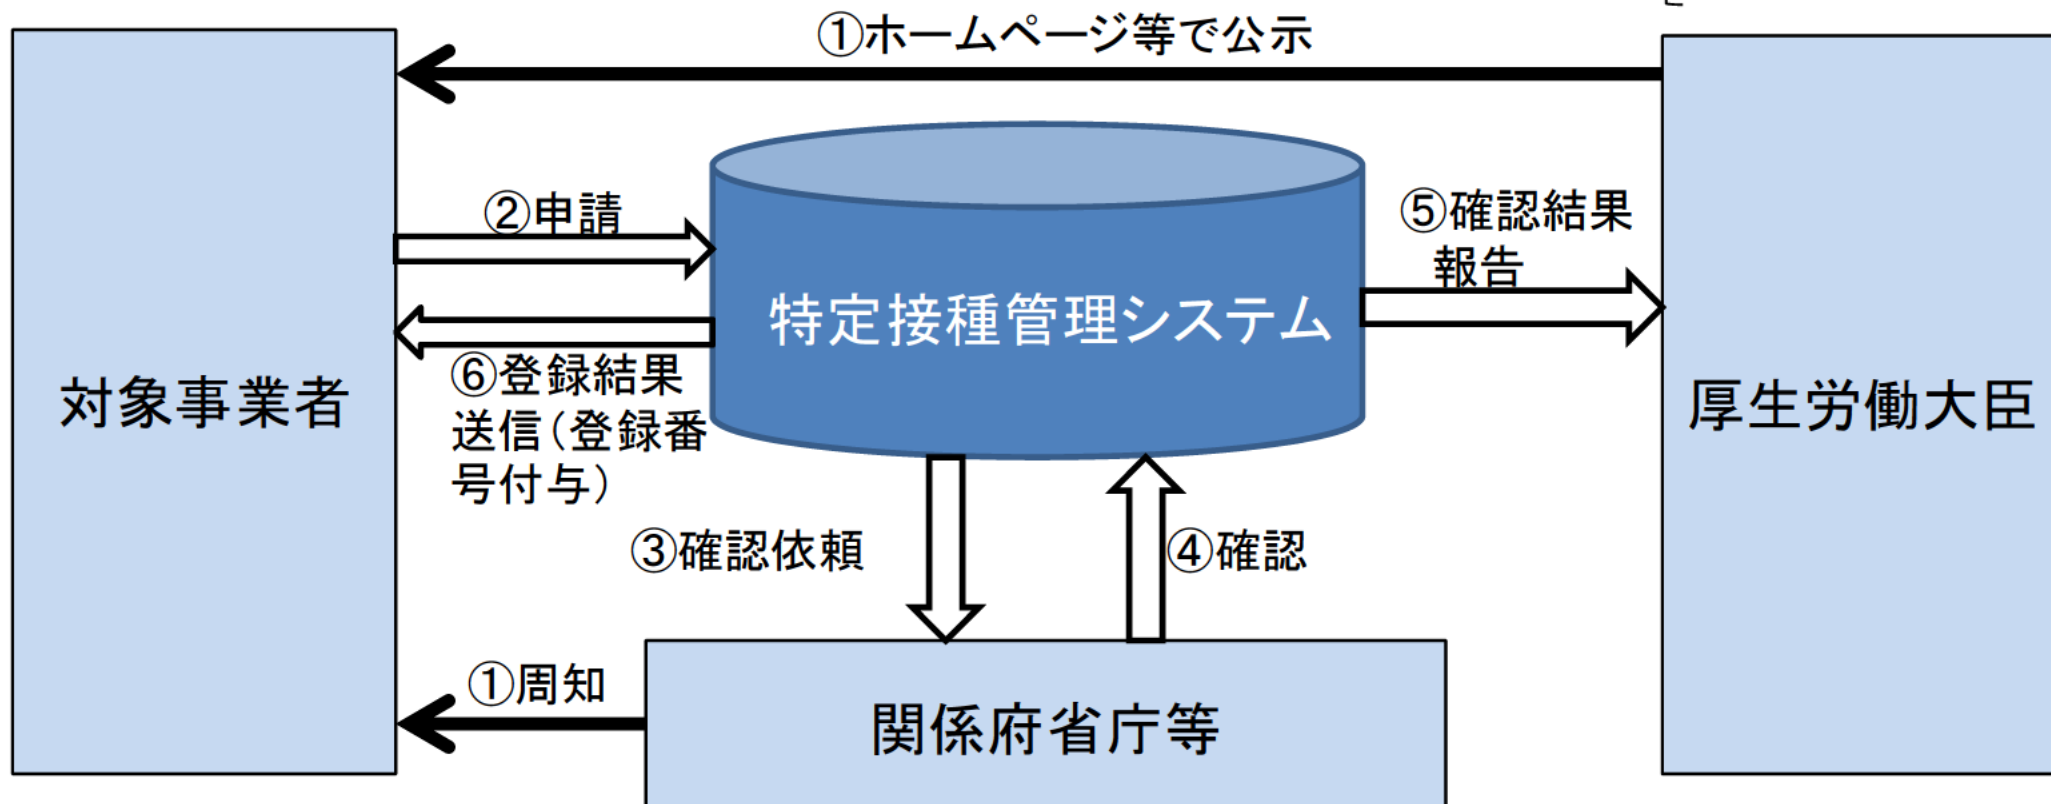 ①ホームページ等で公示
②申請
⑤確認結果
報告
特定接種管理システム
⑥登録結果
送信（登録番
号付与）
対象事業者
厚生労働大臣
③確認依頼
④確認
①周知
関係府省庁等